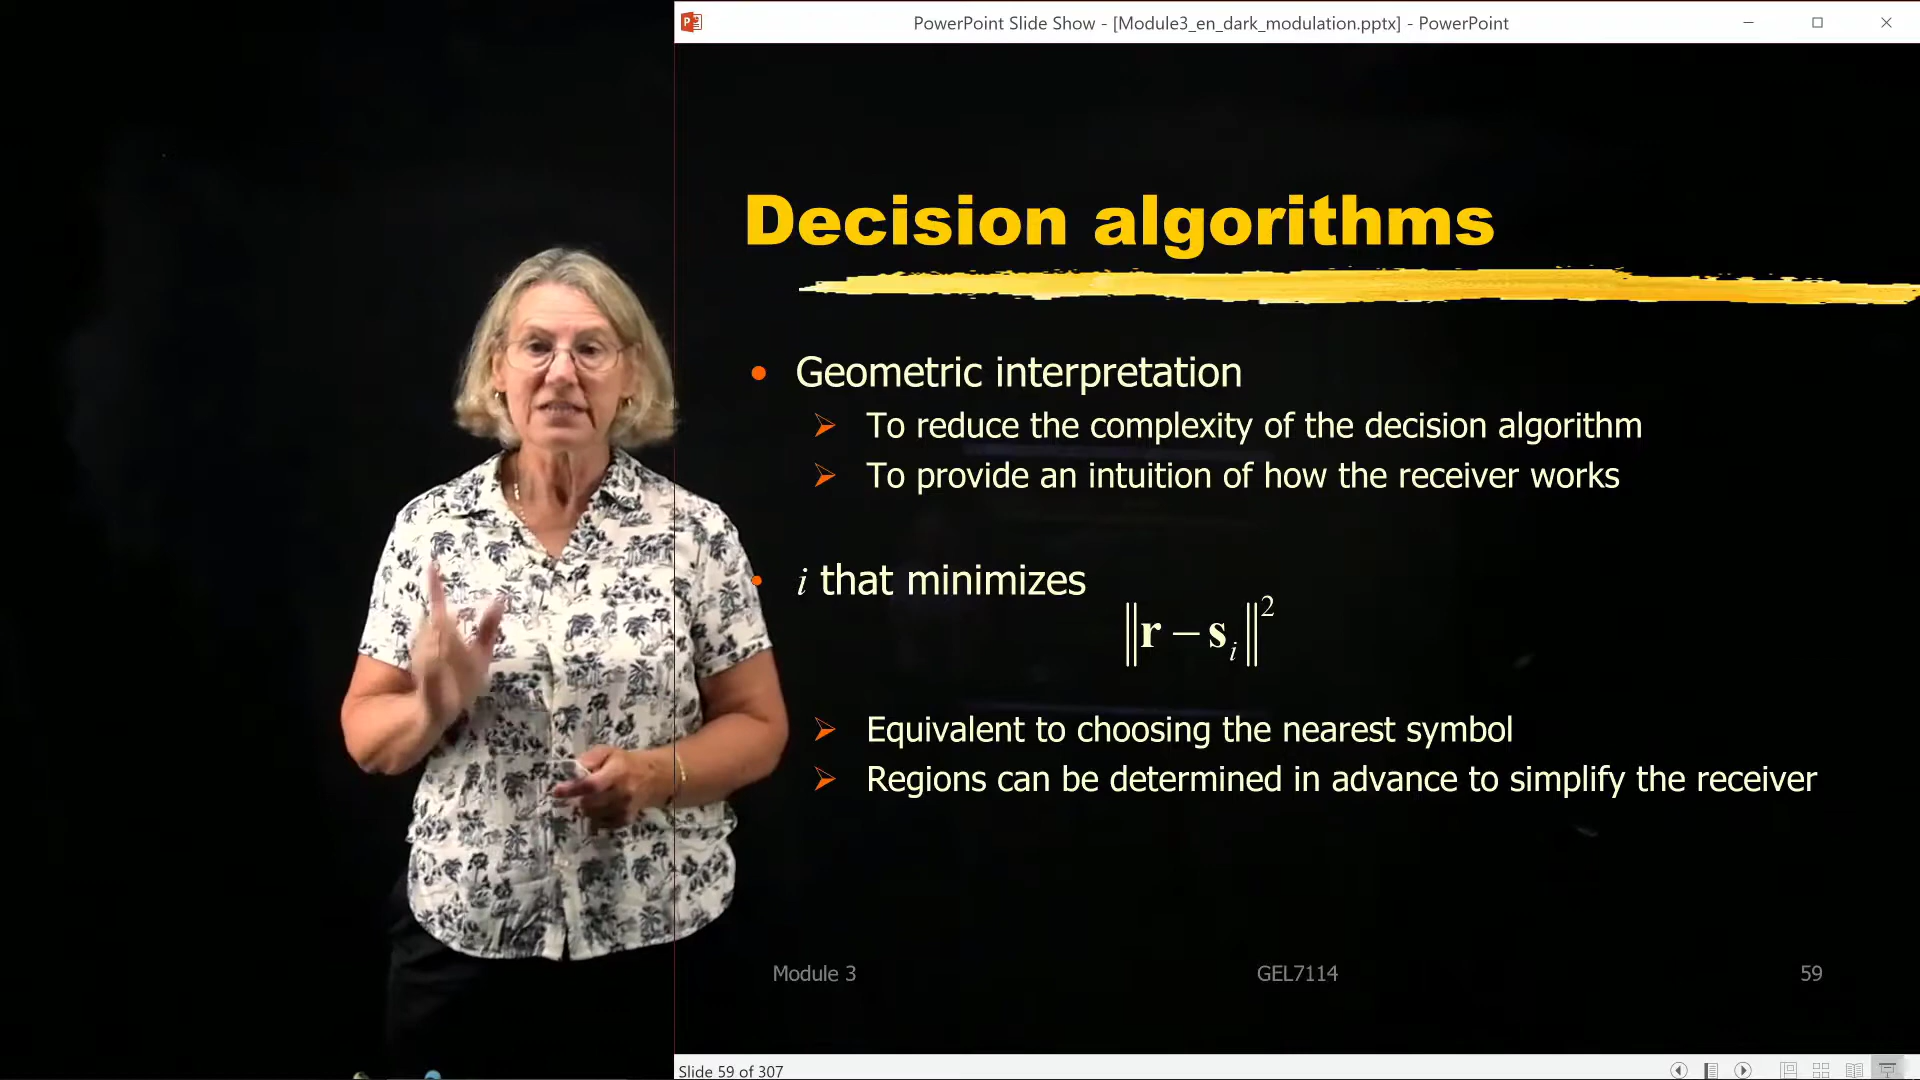 PowerPoint Slide Show - [Module3_en_dark_modulation.pptx] - PowerPoint
Decision algorithms
• Geometric interpretation
➢ To reduce the complexity of the decision algorithm
➢ To provide an intuition of how the receiver works
• i that minimizes
‖r − sᵢ‖²
➢ Equivalent to choosing the nearest symbol
➢ Regions can be determined in advance to simplify the receiver
Module 3 GEL7114 59
Slide 59 of 307